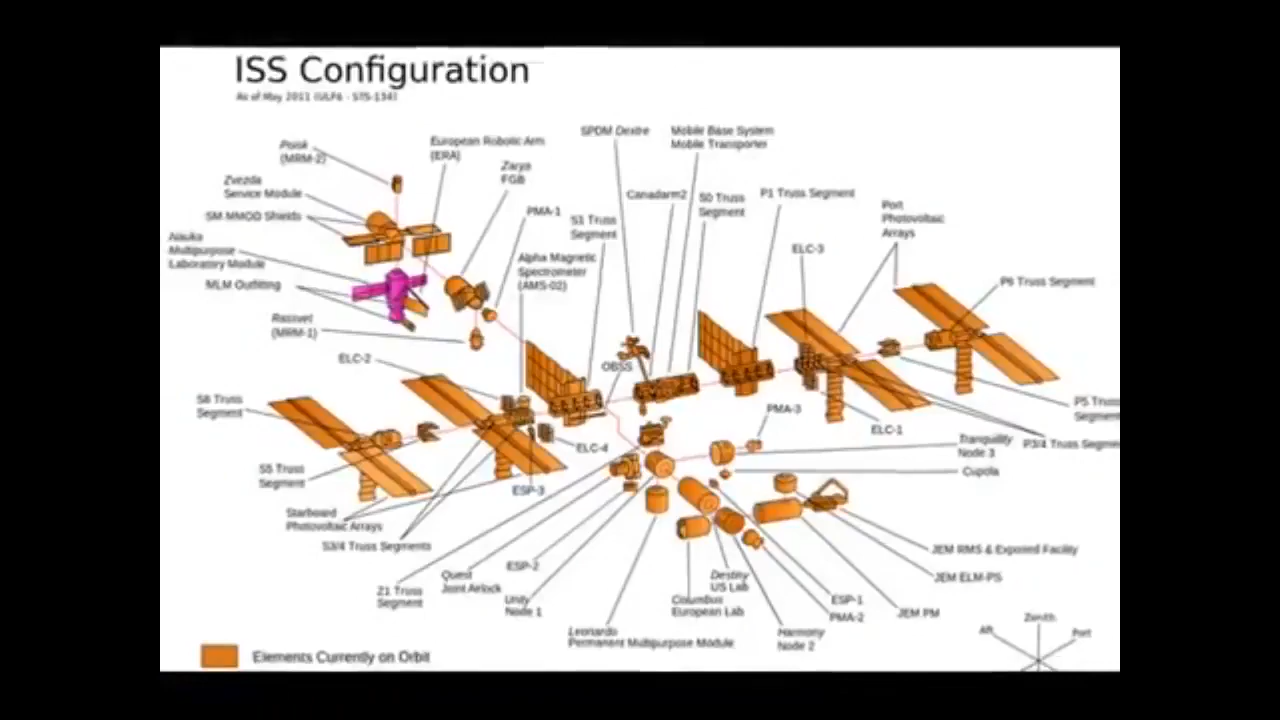 ISS Configuration
As of May 2011 (ULF6 - STS-134)
Poisk
(MRM-2)
European Robotic Arm
(ERA)
SPDM Dextre
Mobile Base System
Mobile Transporter
Zvezda
Service Module
Zarya
FGB
Canadarm2
S0 Truss
Segment
P1 Truss Segment
SM MMOD Shields
PMA-1
S1 Truss
Segment
Port
Photovoltaic
Arrays
Nauka
Multipurpose
Laboratory Module
ELC-3
Alpha Magnetic
Spectrometer
(AMS-02)
MLM Outfitting
P6 Truss Segment
Rassvet
(MRM-1)
ELC-2
OBSS
S6 Truss
Segment
PMA-3
P5 Truss
Segment
ELC-1
ELC-4
Tranquility
Node 3
P3/4 Truss Segme
Cupola
S5 Truss
Segment
ESP-3
Starboard
Photovoltaic Arrays
S3/4 Truss Segments
JEM RMS & Exposed Facility
ESP-2
Quest
Joint Airlock
Destiny
US Lab
JEM ELM-PS
Z1 Truss
Segment
Unity
Node 1
Columbus
European Lab
ESP-1
PMA-2
JEM PM
Leonardo
Permanent Multipurpose Module
Harmony
Node 2
Zenith
Aft
Port
Elements Currently on Orbit